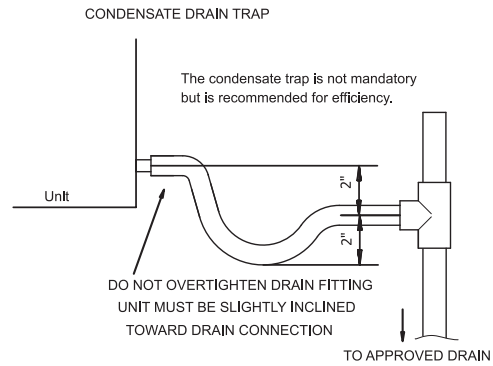 CONDENSATE DRAIN TRAP
The condensate trap is not mandatory
but is recommended for efficiency.
Unit
2"
2"
DO NOT OVERTIGHTEN DRAIN FITTING
UNIT MUST BE SLIGHTLY INCLINED
TOWARD DRAIN CONNECTION
TO APPROVED DRAIN